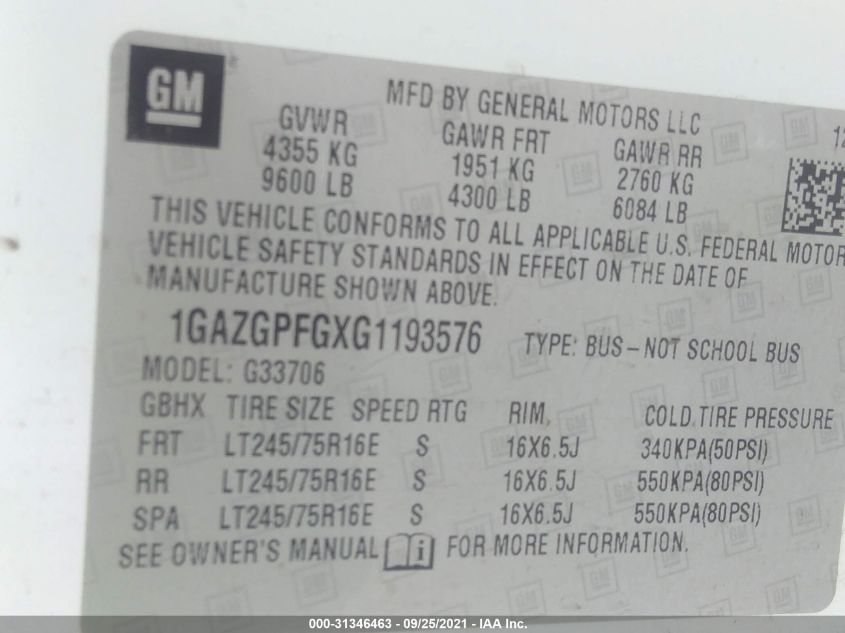 GM
MFD BY GENERAL MOTORS LLC
12
GVWR GAWR FRT GAWR RR
4355 KG 1951 KG 2760 KG
9600 LB 4300 LB 6084 LB
THIS VEHICLE CONFORMS TO ALL APPLICABLE U.S. FEDERAL MOTOR
VEHICLE SAFETY STANDARDS IN EFFECT ON THE DATE OF
MANUFACTURE SHOWN ABOVE.
1GAZGPFGXG1193576 TYPE: BUS-NOT SCHOOL BUS
MODEL: G33706
GBHX TIRE SIZE SPEED RTG RIM COLD TIRE PRESSURE
FRT LT245/75R16E S 16X6.5J 340KPA(50PSI)
RR LT245/75R16E S 16X6.5J 550KPA(80PSI)
SPA LT245/75R16E S 16X6.5J 550KPA(80PSI)
SEE OWNER'S MANUAL i FOR MORE INFORMATION.
000-31346463 - 09/25/2021 - IAA Inc.